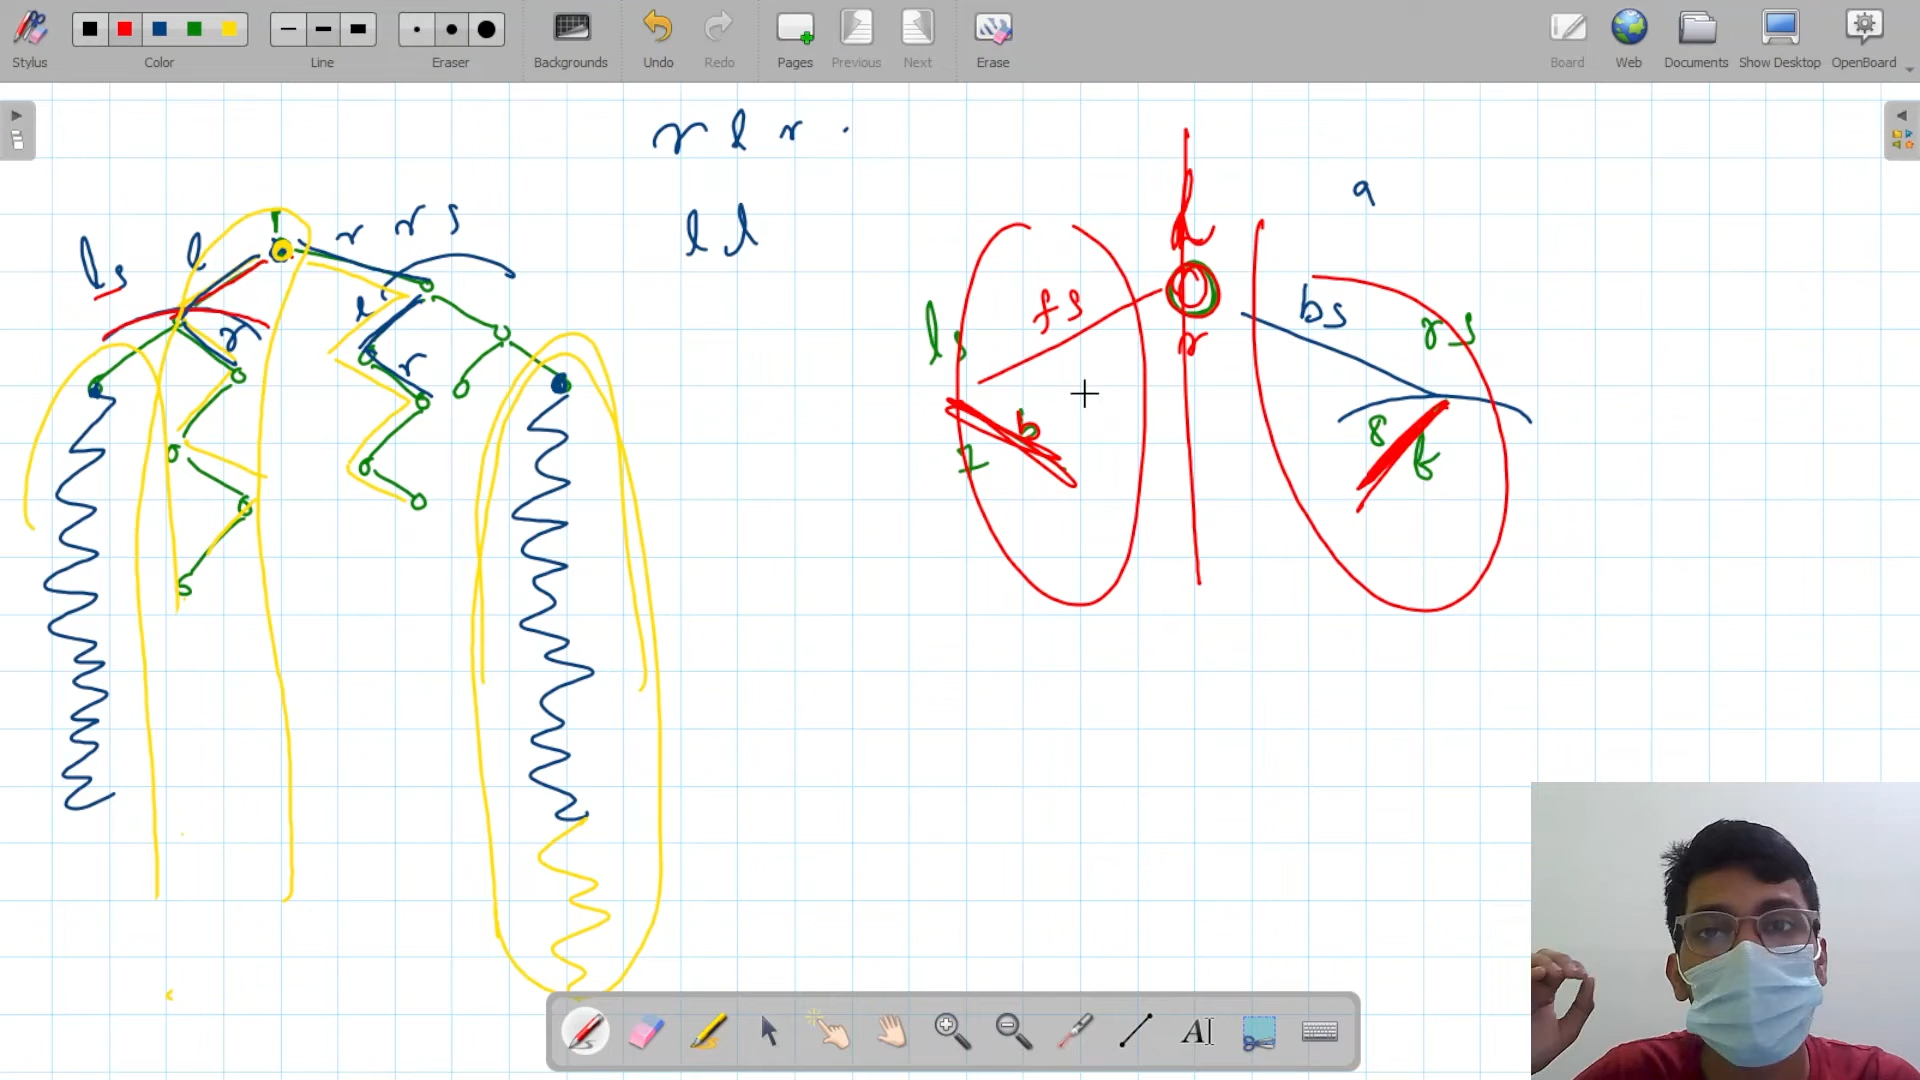 Stylus
Color
Line
Eraser
Backgrounds
Undo
Redo
Pages
Previous
Next
Erase
Board
Web
Documents
Show Desktop
OpenBoard
r l r .
l l
ls l r r s
l
r
r
ls fs
r
bs
rs
b
8
A